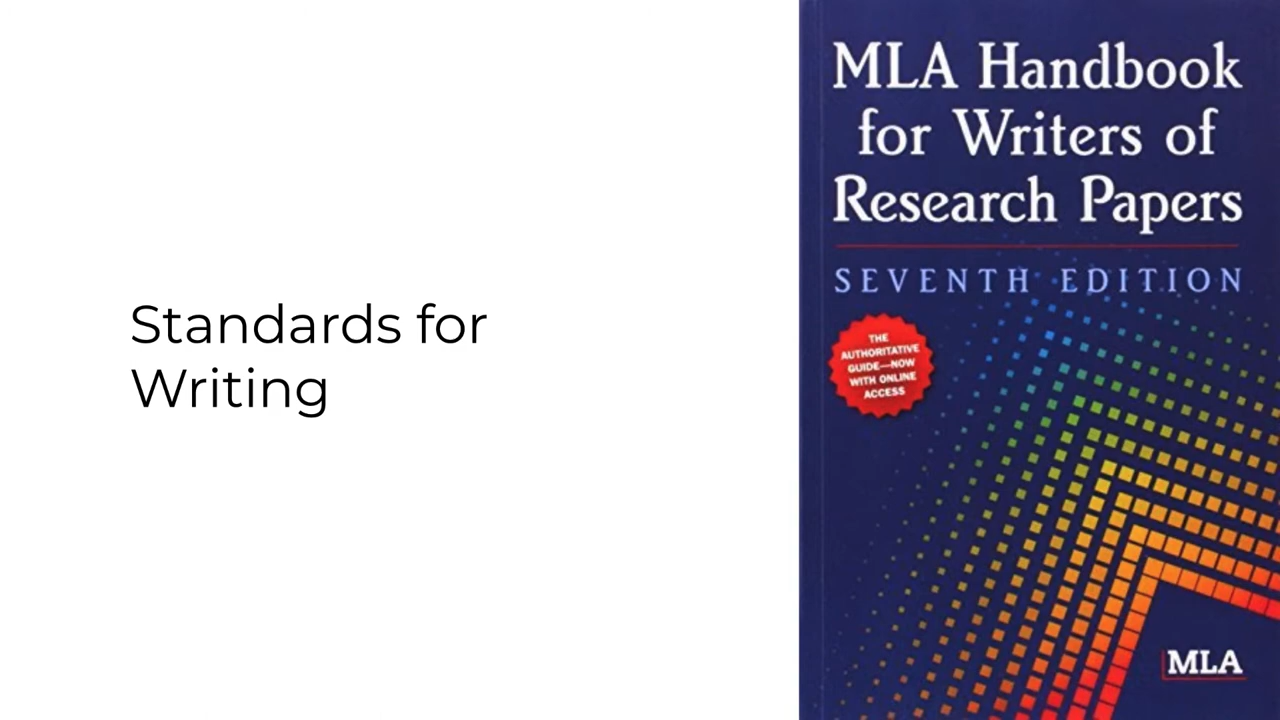 Standards for
Writing
MLA Handbook
for Writers of
Research Papers
SEVENTH EDITION
THE
AUTHORITATIVE
GUIDE—NOW
WITH ONLINE
ACCESS
MLA